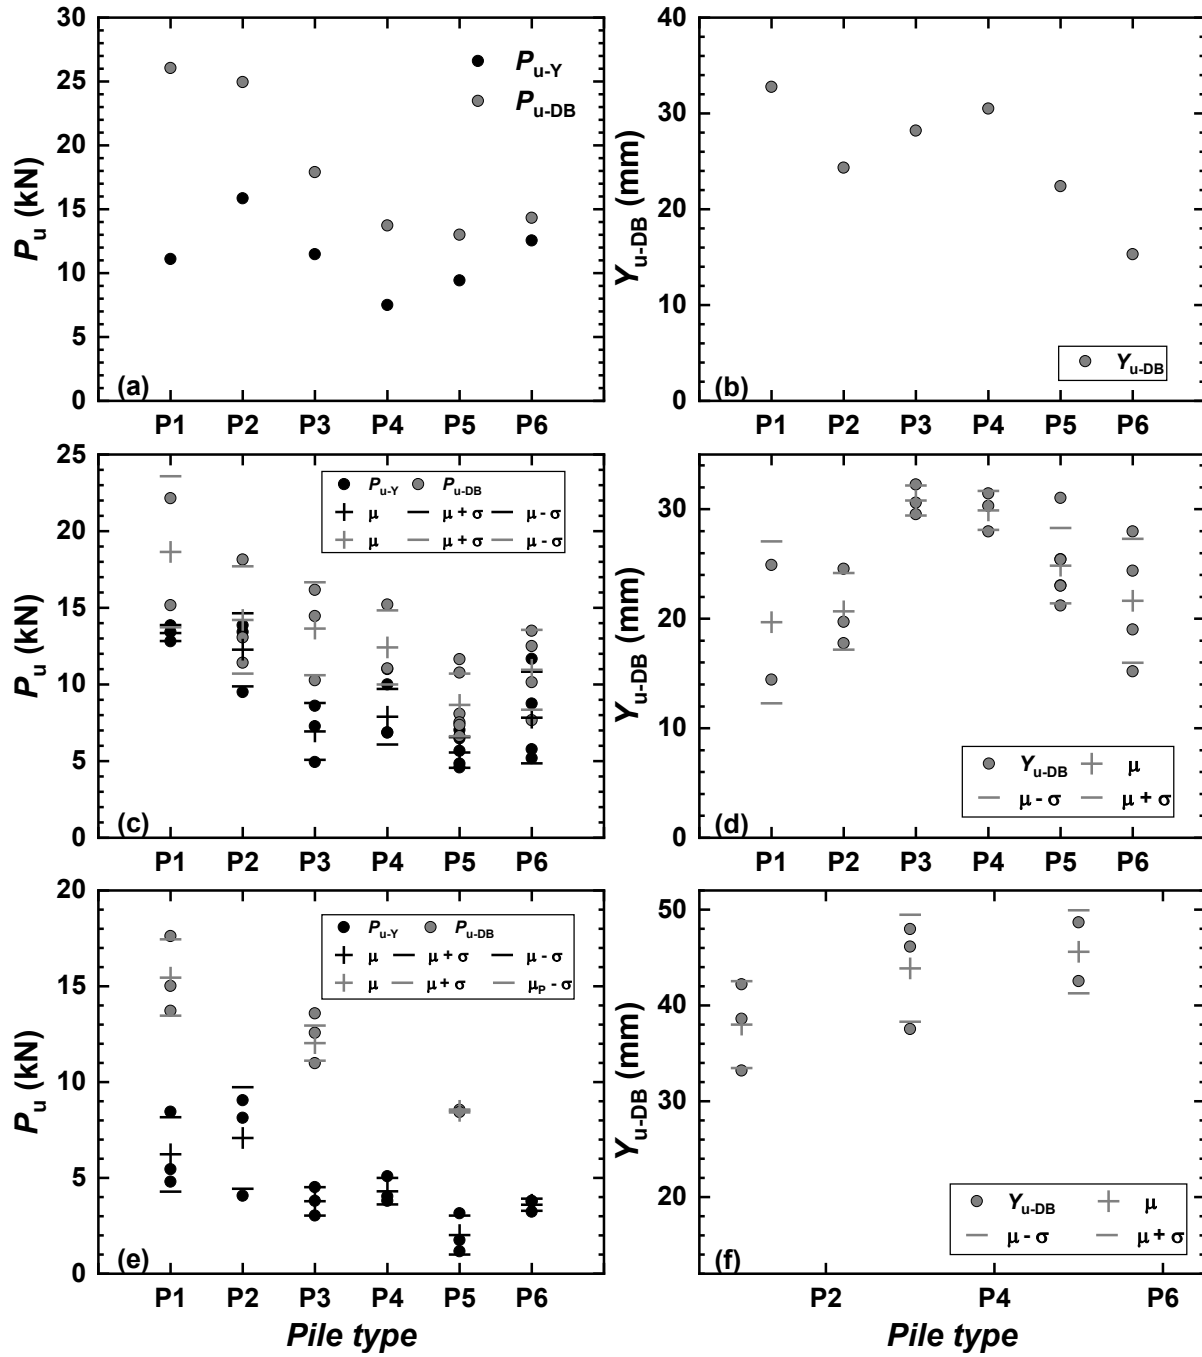 30
25
20
15
10
5
0
P_u (kN)
P_u-Y
P_u-DB
(a)
P1 P2 P3 P4 P5 P6
40
30
20
10
0
Y_u-DB (mm)
Y_u-DB
(b)
P1 P2 P3 P4 P5 P6
25
20
15
10
5
0
P_u (kN)
P_u-Y P_u-DB
μ μ + σ μ - σ
μ μ + σ μ - σ
(c)
P1 P2 P3 P4 P5 P6
30
20
10
0
Y_u-DB (mm)
Y_u-DB μ
μ - σ μ + σ
(d)
P1 P2 P3 P4 P5 P6
20
15
10
5
0
P_u (kN)
P_u-Y P_u-DB
μ μ + σ μ - σ
μ μ + σ μ_P - σ
(e)
P1 P2 P3 P4 P5 P6
Pile type
50
40
30
20
Y_u-DB (mm)
Y_u-DB μ
μ - σ μ + σ
(f)
P2 P4 P6
Pile type